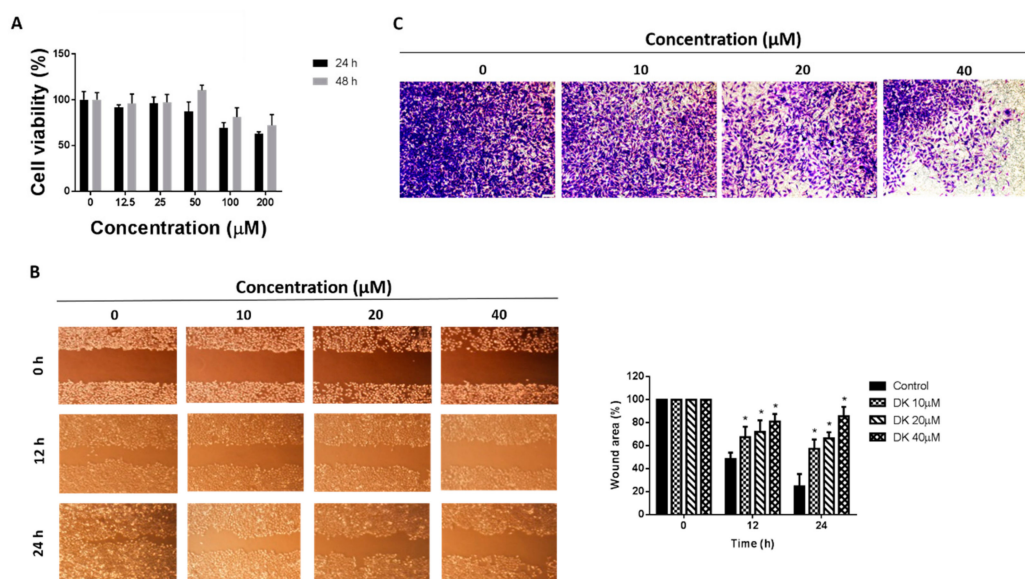 A
Cell viability (%)
150
100
50
0
24 h
48 h
0 12.5 25 50 100 200
Concentration (μM)
C
Concentration (μM)
0 10 20 40
B
Concentration (μM)
0 10 20 40
0 h
12 h
24 h
Wound area (%)
120
100
80
60
40
20
0
Control
DK 10μM
DK 20μM
DK 40μM
* * *
* * *
0 12 24
Time (h)